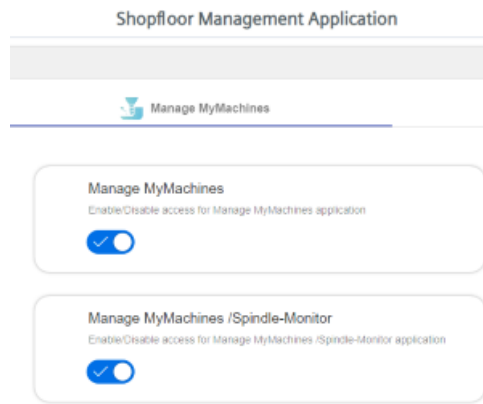 Shopfloor Management Application
Manage MyMachines
Manage MyMachines
Enable/Disable access for Manage MyMachines application
Manage MyMachines /Spindle-Monitor
Enable/Disable access for Manage MyMachines /Spindle-Monitor application